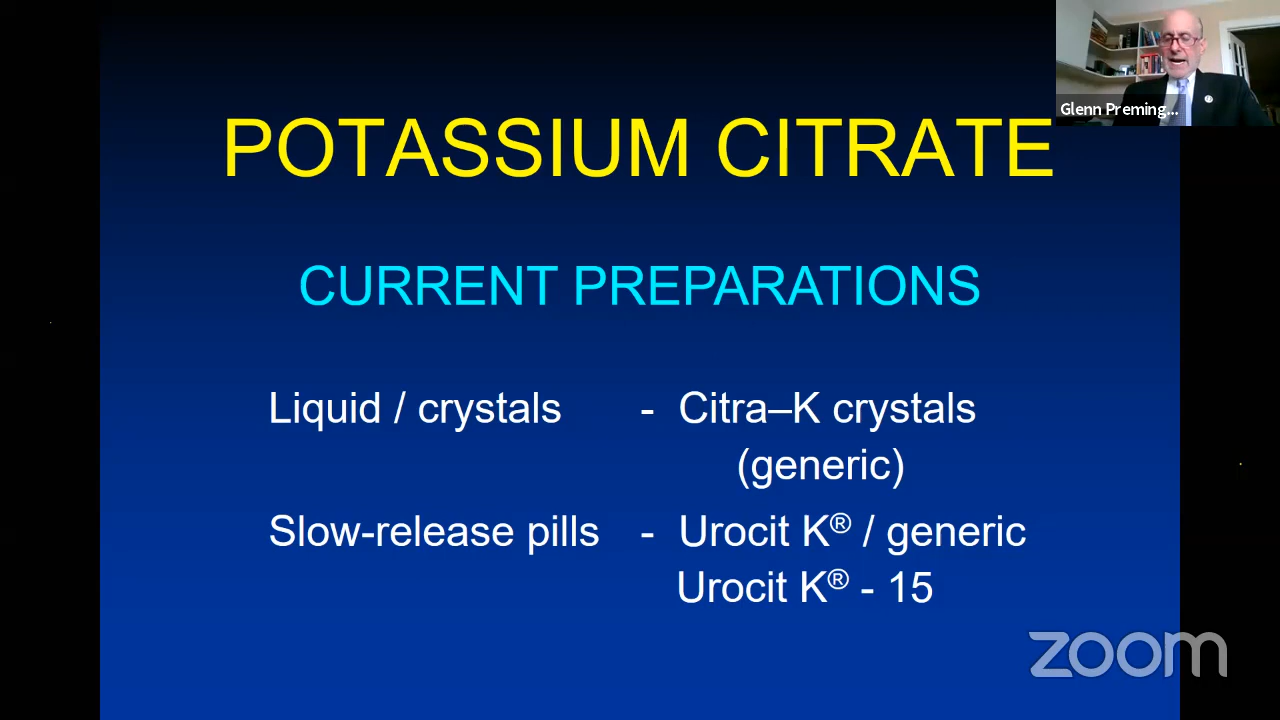 Glenn Preming...
POTASSIUM CITRATE
CURRENT PREPARATIONS
Liquid / crystals - Citra–K crystals
(generic)
Slow-release pills - Urocit K® / generic
Urocit K® - 15
zoom